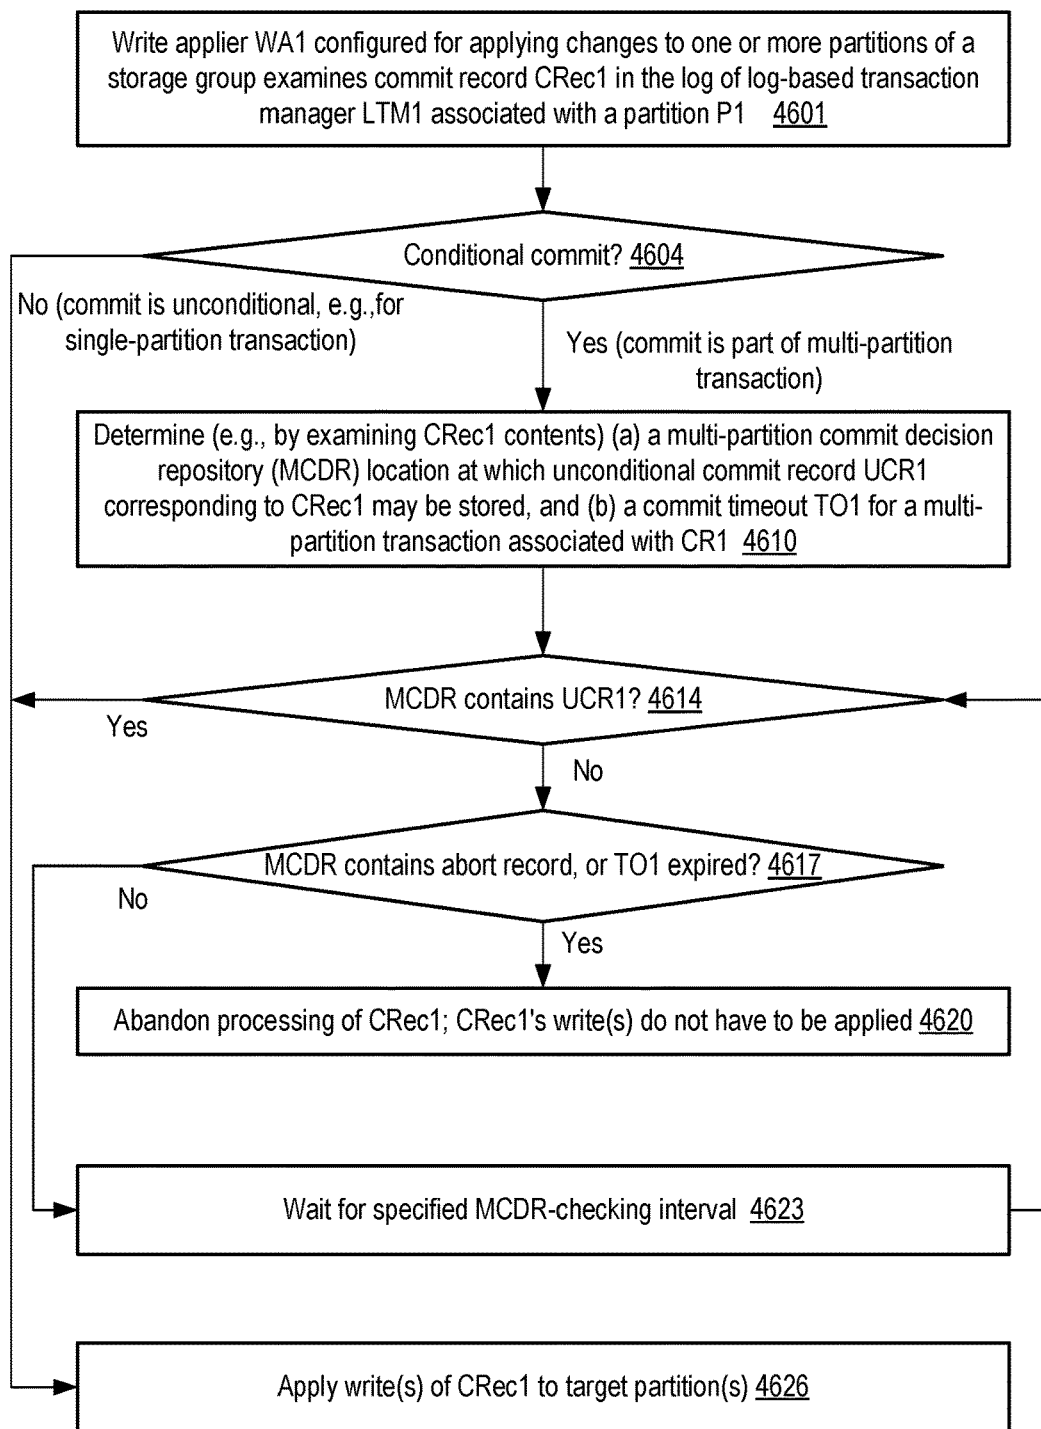 Write applier WA1 configured for applying changes to one or more partitions of a
storage group examines commit record CRec1 in the log of log-based transaction
manager LTM1 associated with a partition P1 4601
Conditional commit? 4604
No (commit is unconditional, e.g.,for
single-partition transaction)
Yes (commit is part of multi-partition
transaction)
Determine (e.g., by examining CRec1 contents) (a) a multi-partition commit decision
repository (MCDR) location at which unconditional commit record UCR1
corresponding to CRec1 may be stored, and (b) a commit timeout TO1 for a multi-
partition transaction associated with CR1 4610
MCDR contains UCR1? 4614
Yes
No
MCDR contains abort record, or TO1 expired? 4617
No
Yes
Abandon processing of CRec1; CRec1's write(s) do not have to be applied 4620
Wait for specified MCDR-checking interval 4623
Apply write(s) of CRec1 to target partition(s) 4626